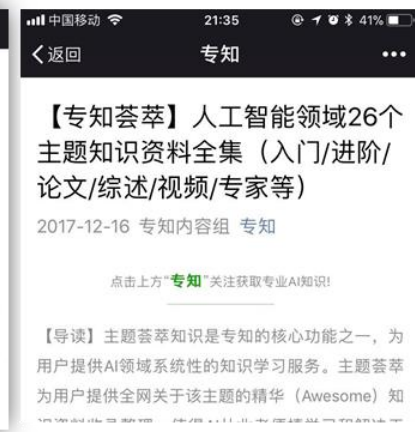 中国移动 21:35 41%
返回 专知
【专知荟萃】人工智能领域26个
主题知识资料全集（入门/进阶/
论文/综述/视频/专家等）
2017-12-16 专知内容组 专知
点击上方“专知”关注获取专业AI知识!
【导读】主题荟萃知识是专知的核心功能之一，为
用户提供AI领域系统性的知识学习服务。主题荟萃
为用户提供全网关于该主题的精华（Awesome）知